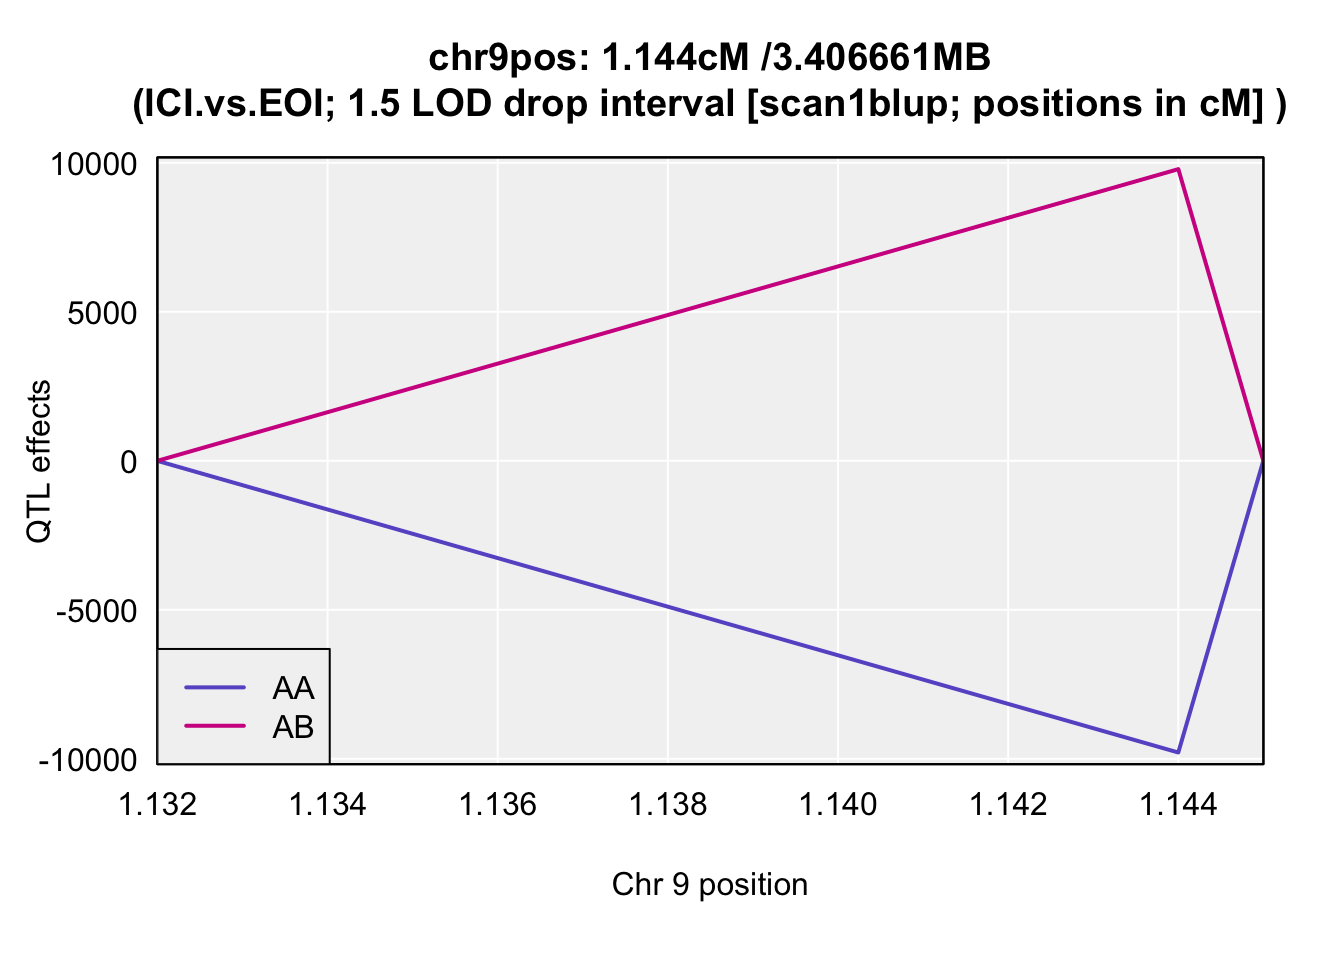 chr9pos: 1.144cM /3.406661MB
(ICI.vs.EOI; 1.5 LOD drop interval [scan1blup; positions in cM] )
10000
5000
0
-5000
-10000
QTL effects
AA
AB
1.132 1.134 1.136 1.138 1.140 1.142 1.144
Chr 9 position